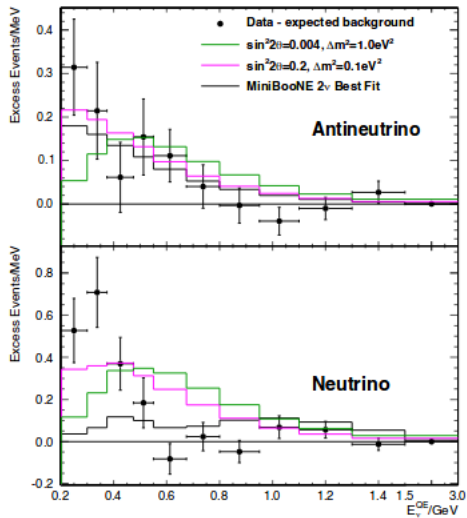 Excess Events/MeV
0.4
0.3
0.2
0.1
0.0
Data - expected background
sin²2θ=0.004, Δm²=1.0eV²
sin²2θ=0.2, Δm²=0.1eV²
MiniBooNE 2ν Best Fit
Antineutrino
Excess Events/MeV
0.8
0.6
0.4
0.2
0.0
-0.2
Neutrino
0.2 0.4 0.6 0.8 1.0 1.2 1.4 1.5 3.0
E_ν^QE/GeV